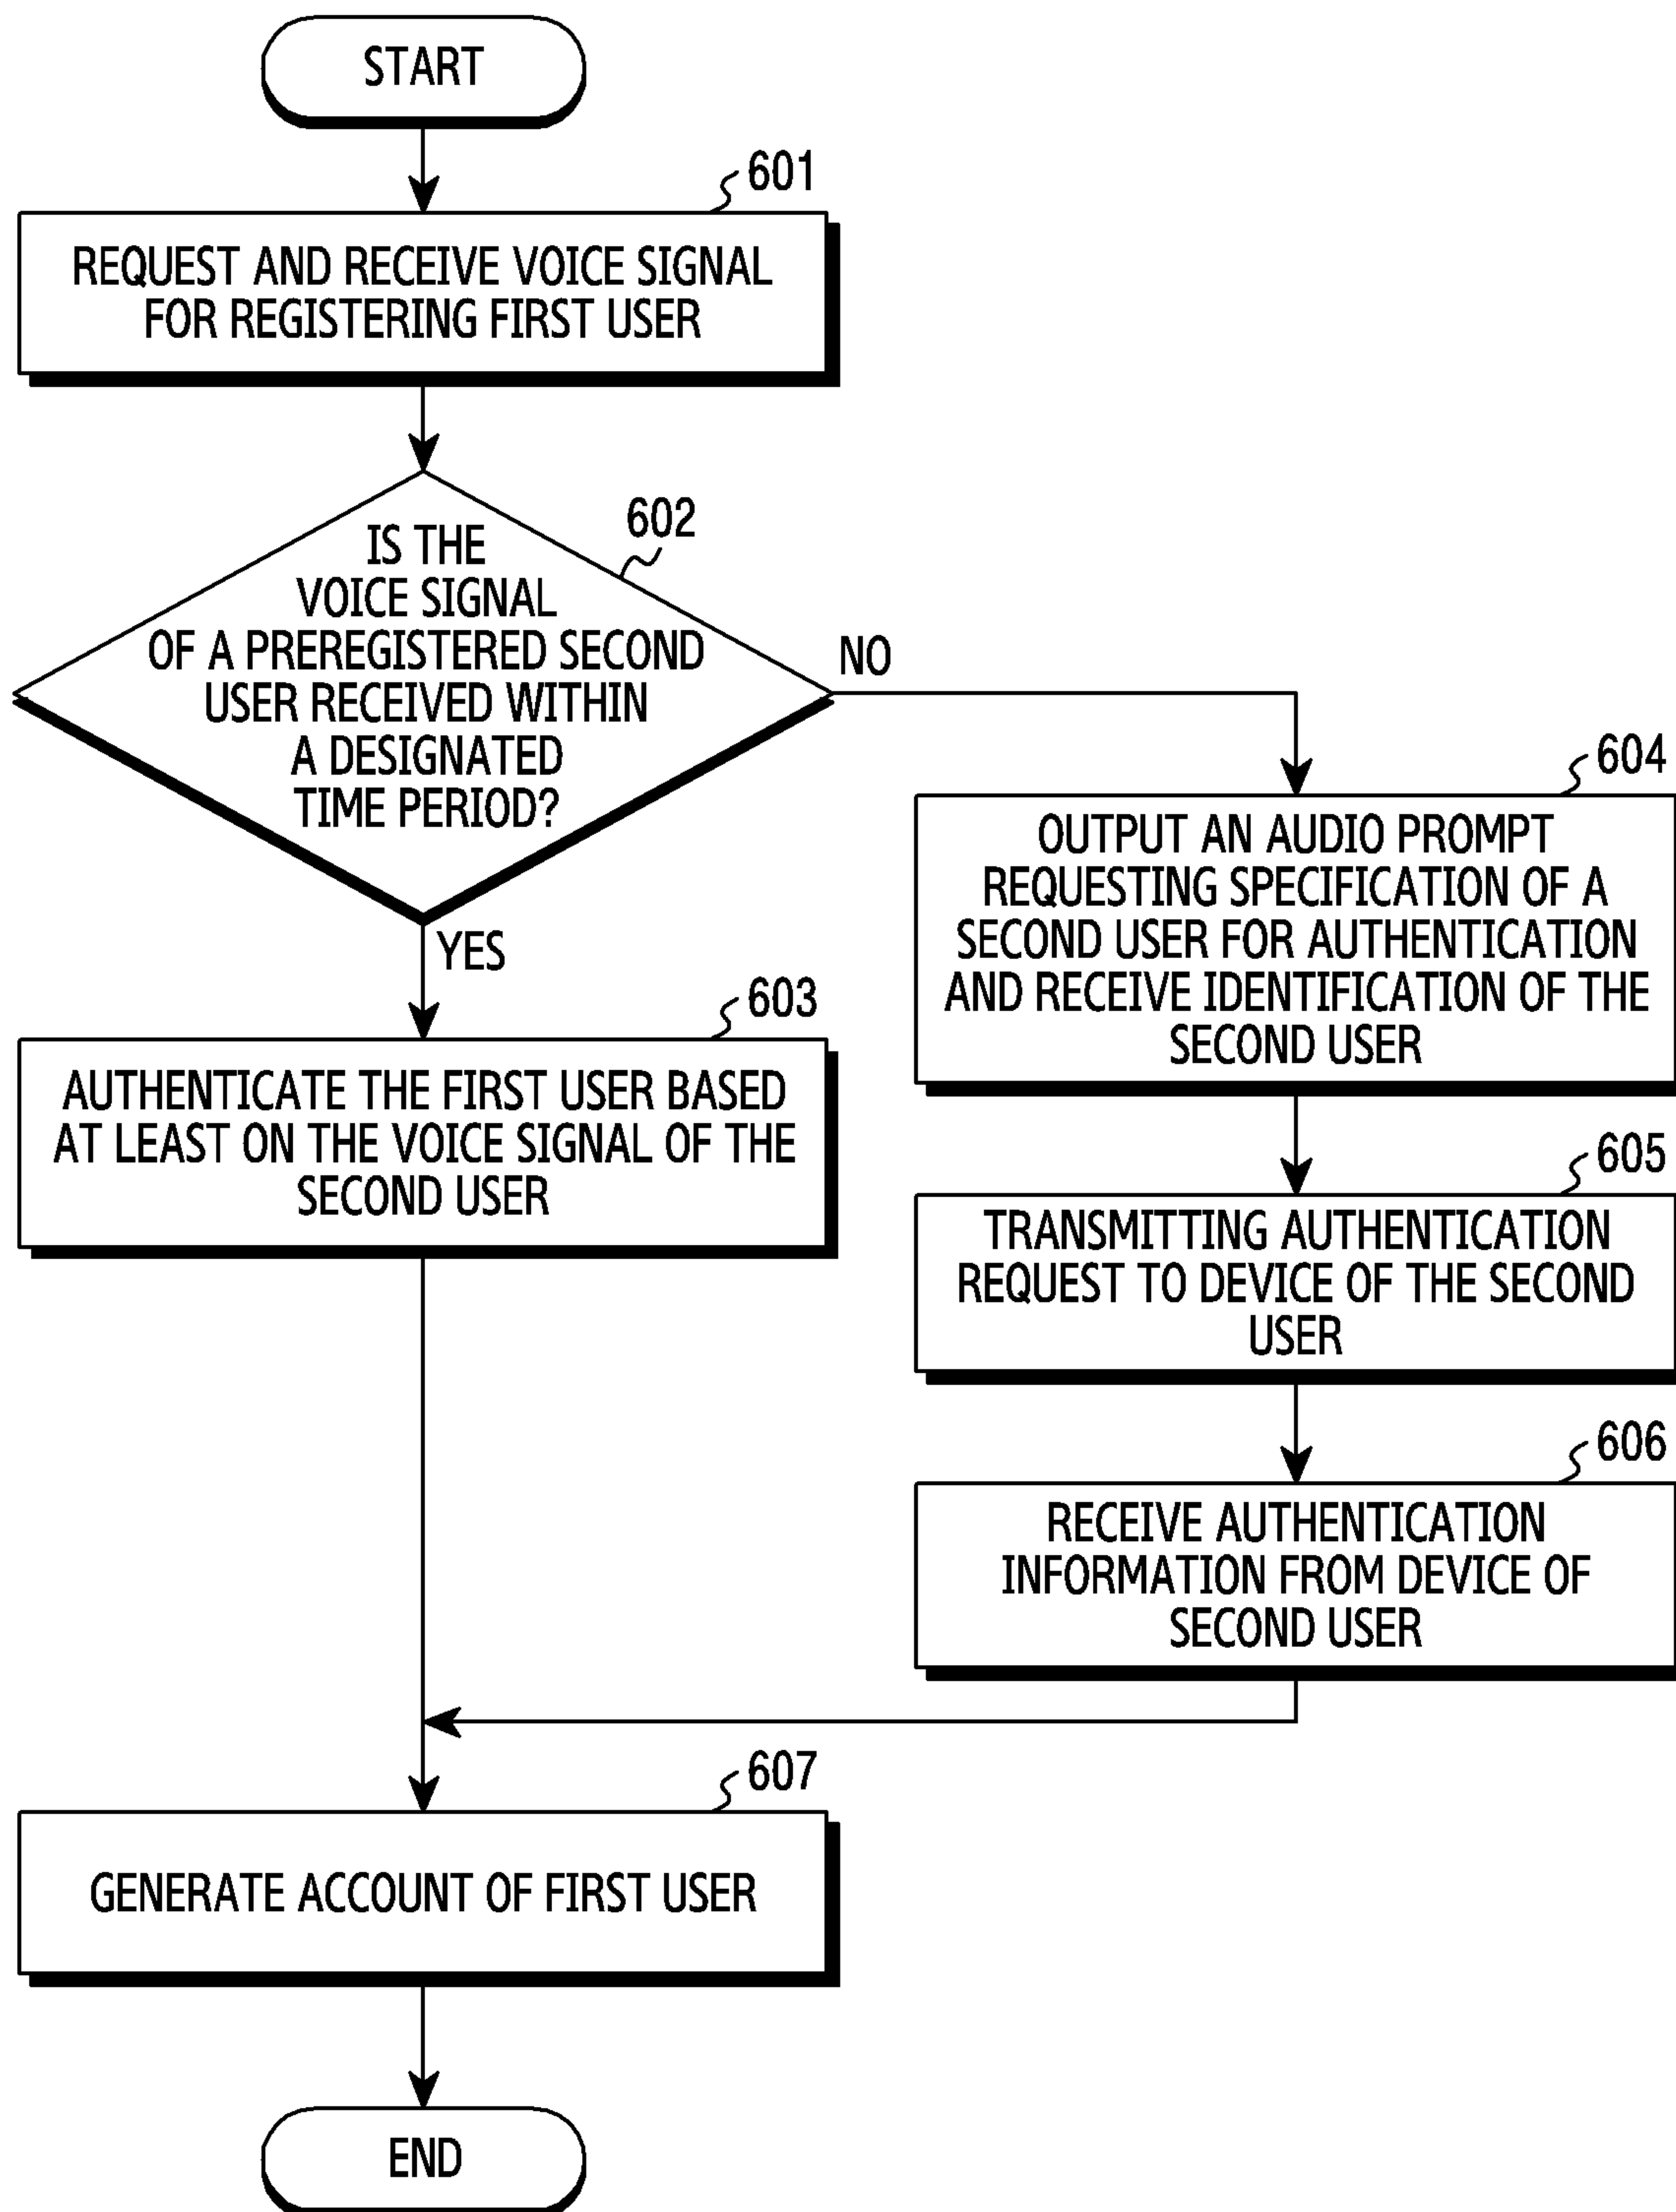 START
601
REQUEST AND RECEIVE VOICE SIGNAL
FOR REGISTERING FIRST USER
602
IS THE
VOICE SIGNAL
OF A PREREGISTERED SECOND
USER RECEIVED WITHIN
A DESIGNATED
TIME PERIOD?
NO
YES
603
AUTHENTICATE THE FIRST USER BASED
AT LEAST ON THE VOICE SIGNAL OF THE
SECOND USER
604
OUTPUT AN AUDIO PROMPT
REQUESTING SPECIFICATION OF A
SECOND USER FOR AUTHENTICATION
AND RECEIVE IDENTIFICATION OF THE
SECOND USER
605
TRANSMITTING AUTHENTICATION
REQUEST TO DEVICE OF THE SECOND
USER
606
RECEIVE AUTHENTICATION
INFORMATION FROM DEVICE OF
SECOND USER
607
GENERATE ACCOUNT OF FIRST USER
END